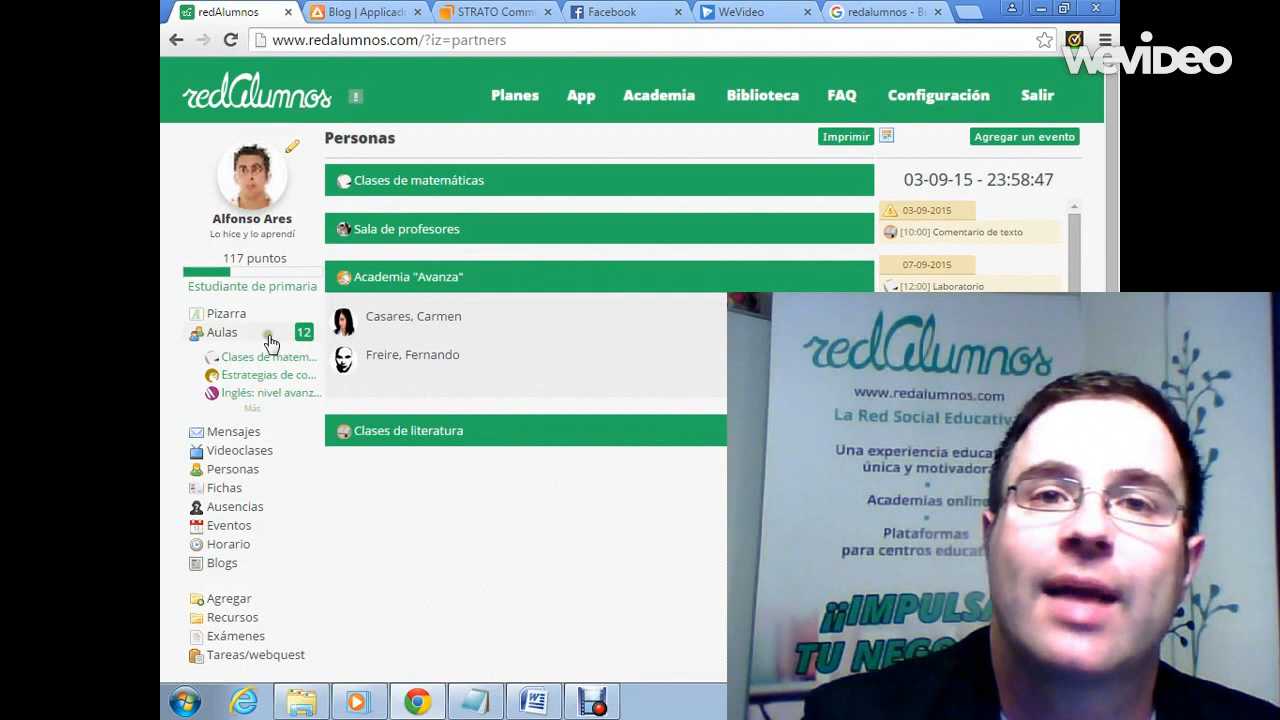 redAlumnos
Blog | Applicad
STRATO Comm
Facebook
WeVideo
redalumnos - B
www.redalumnos.com/?iz=partners
WEVIDEO
redAlumnos
Planes
App
Academia
Biblioteca
FAQ
Configuración
Salir
Personas
Imprimir
Agregar un evento
Alfonso Ares
Lo hice y lo aprendí
117 puntos
Estudiante de primaria
Pizarra
Aulas
12
Clases de matem...
Estrategias de co...
Inglés: nivel avanz...
Más
Mensajes
Videoclases
Personas
Fichas
Ausencias
Eventos
Horario
Blogs
Agregar
Recursos
Exámenes
Tareas/webquest
Clases de matemáticas
Sala de profesores
Academia "Avanza"
Casares, Carmen
Freire, Fernando
Clases de literatura
03-09-15 - 23:58:47
03-09-2015
[10:00] Comentario de texto
07-09-2015
[12:00] Laboratorio
redAlumnos
www.redalumnos.com
La Red Social Educativ
Una experiencia educa
única y motivadora
Academias online
Plataformas
para centros educat
¡¡IMPULSA
TU NEGO